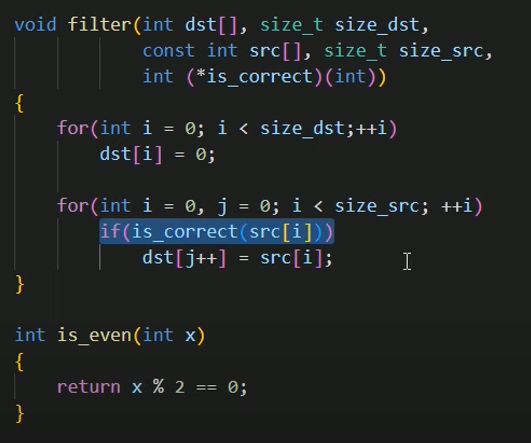 void filter(int dst[], size_t size_dst,
            const int src[], size_t size_src,
            int (*is_correct)(int))
{
    for(int i = 0; i < size_dst;++i)
        dst[i] = 0;

    for(int i = 0, j = 0; i < size_src; ++i)
        if(is_correct(src[i]))
            dst[j++] = src[i];
}

int is_even(int x)
{
    return x % 2 == 0;
}